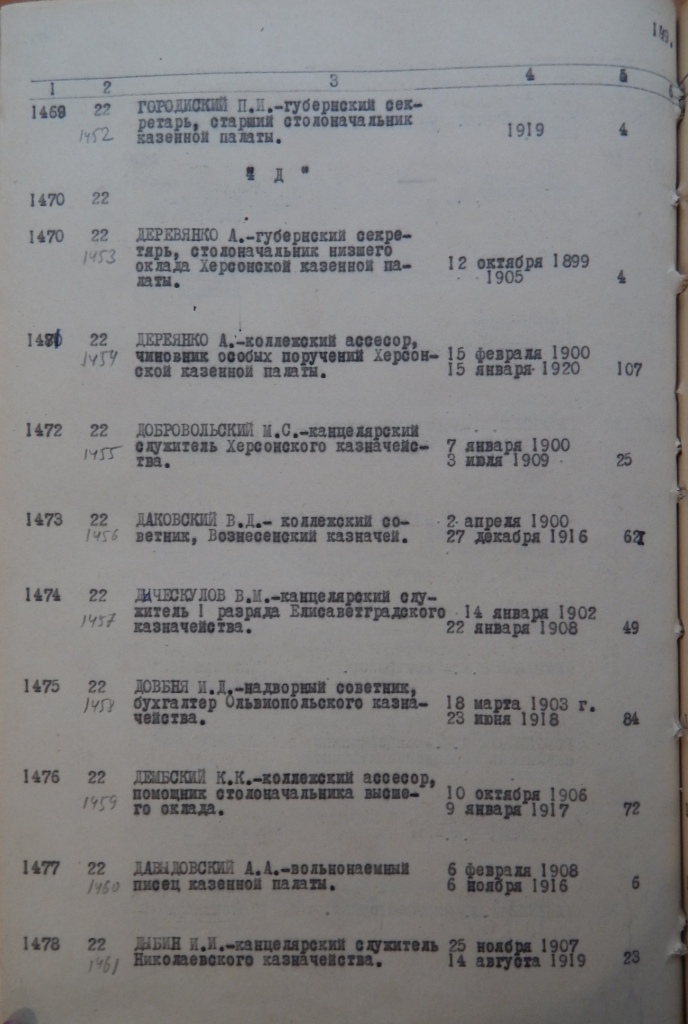 1 2 3 4 5
1469 22 ГОРОДИСКИЙ П.И.-губернский сек-
1452 ретарь, старший столоначальник
казенной палаты. 1919 4
"Д"
1470 22
1470 22 ДЕРЕВЯНКО А.-губернский секре-
1453 тярь, столоначальник низшего
оклада Херсонской казенной па- 12 октября 1899
латы. 1905 4
1471 22 ДЕРЕЯНКО А.-коллежский ассесор,
1454 чиновник особых поручений Херсон- 15 февраля 1900
ской казенной палаты. 15 января 1920 107
1472 22 ДОБРОВОЛЬСКИЙ М.С.-канцелярский
1455 служитель Херсонского казначейс- 7 января 1900
тва. 3 июля 1909 25
1473 22 ДАКОВСКИЙ В.Д.- коллежский со- 2 апреля 1900
1456 ветник, Вознесенский казначей. 27 декабря 1916 621
1474 22 ДИЧЕСКУЛОВ В.М.-канцелярский слу-
1457 житель I разряда Елисаветградского 14 января 1902
казначейства. 22 января 1908 49
1475 22 ДОВБНЯ И.Д.-надворный советник,
1458 бухгалтер Ольвиопольского казна- 18 марта 1903 г.
чейства. 23 июня 1918 84
1476 22 ДЕМБСКИЙ К.К.-коллежский ассесор,
1459 помощник столоначальника высше- 10 октября 1906
го оклада. 9 января 1917 72
1477 22 ДАВЫДОВСКИЙ А.А.-вольнонаемный 6 февраля 1908
1460 писец казенной палаты. 6 ноября 1916 6
1478 22 ДЫБИН И.И.-канцелярский служитель 25 ноября 1907
1461 Николаевского казначейства. 14 августа 1919 23